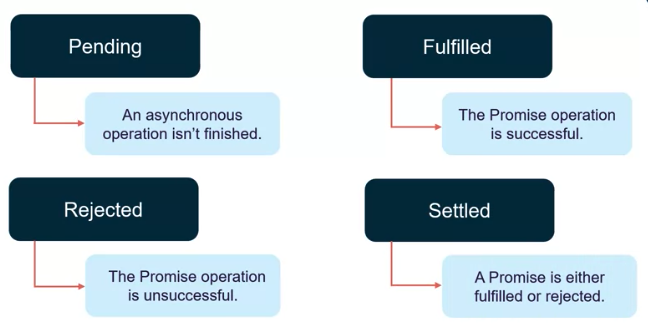 Pending
An asynchronous
operation isn't finished.
Fulfilled
The Promise operation
is successful.
Rejected
The Promise operation
is unsuccessful.
Settled
A Promise is either
fulfilled or rejected.